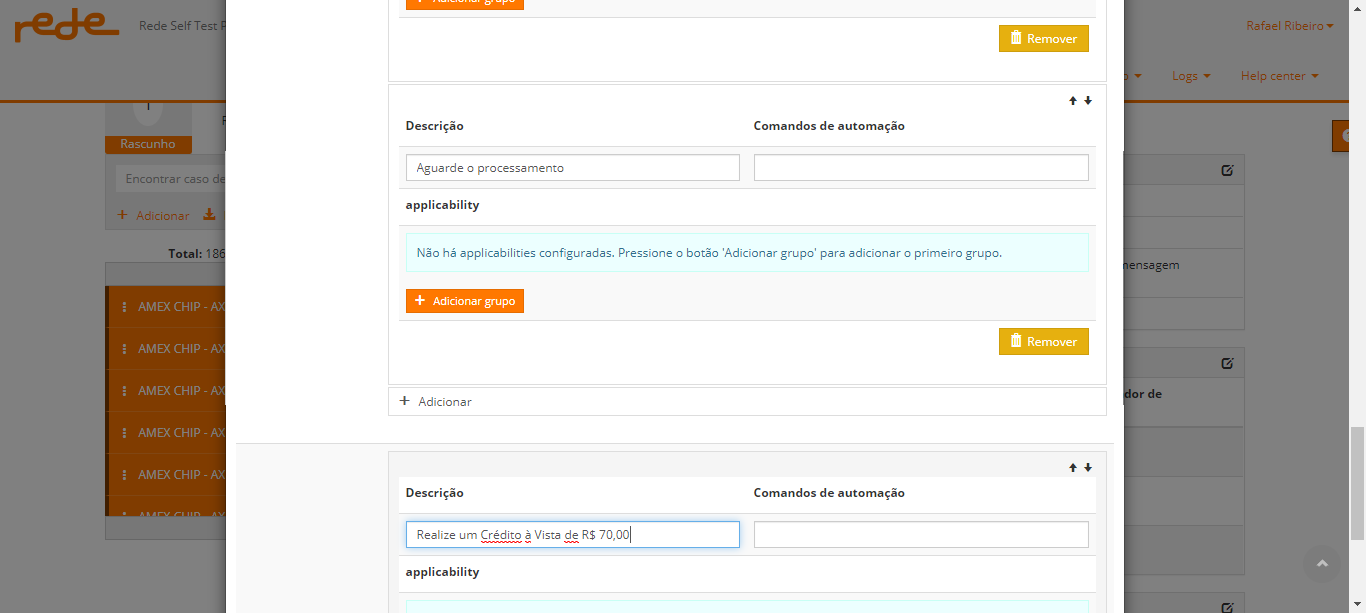 Adicionar grupo
rede
Rede Self Test
Rafael Ribeiro
Remover
Logs
Help center
Descrição
Comandos de automação
Rascunho
Aguarde o processamento
Encontrar caso de
applicability
Adicionar
Não há applicabilities configuradas. Pressione o botão 'Adicionar grupo' para adicionar o primeiro grupo.
Total: 186
mensagem
Adicionar grupo
AMEX CHIP - AX
Remover
AMEX CHIP - AX
AMEX CHIP - AX
dor de
Adicionar
AMEX CHIP - AX
AMEX CHIP - AX
Descrição
Comandos de automação
AMEX CHIP - AX
Realize um Crédito à Vista de R$ 70,00
applicability